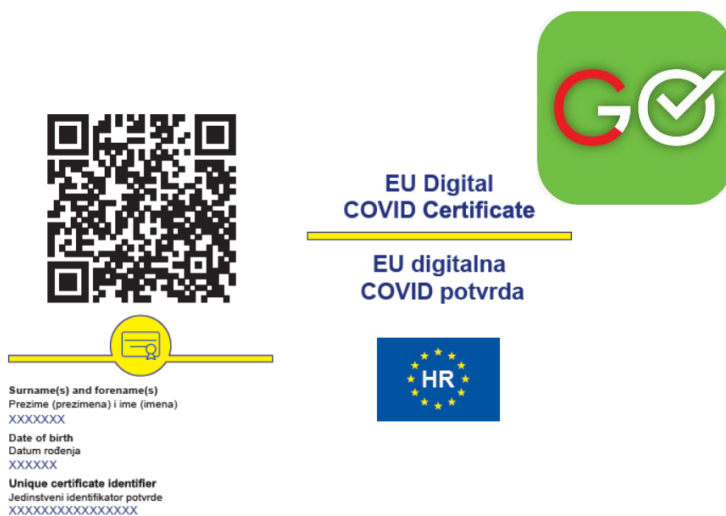 GO
EU Digital
COVID Certificate
EU digitalna
COVID potvrda
HR
Surname(s) and forename(s)
Prezime (prezimena) i ime (imena)
XXXXXXX
Date of birth
Datum rođenja
XXXXXX
Unique certificate identifier
Jedinstveni identifikator potvrde
XXXXXXXXXXXXXXXX